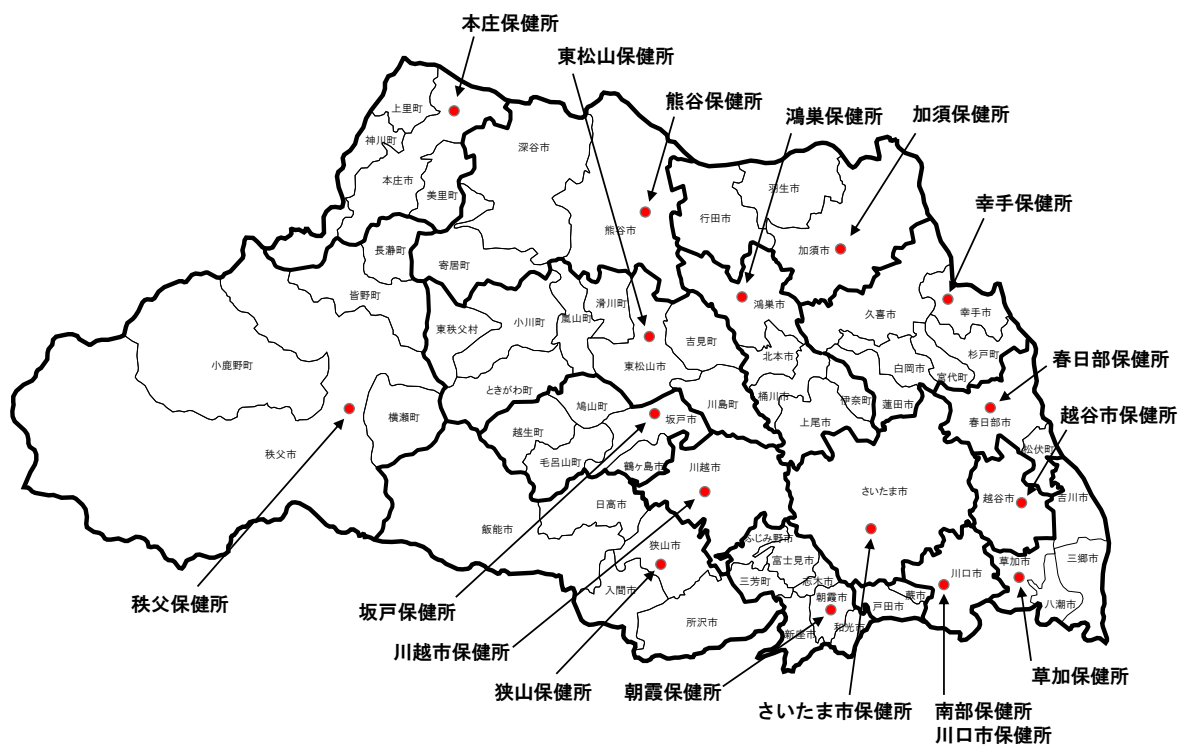 本庄保健所
東松山保健所
熊谷保健所
鴻巣保健所
加須保健所
幸手保健所
春日部保健所
越谷市保健所
上里町
神川町
本庄市
美里町
深谷市
熊谷市
行田市
羽生市
加須市
長瀞町
寄居町
皆野町
小鹿野町
東秩父村
小川町
嵐山町
滑川町
東松山市
吉見町
鴻巣市
北本市
久喜市
幸手市
杉戸町
白岡市
宮代町
ときがわ町
鳩山町
川島町
桶川市
伊奈町
蓮田市
上尾市
春日部市
松伏町
横瀬町
秩父市
越生町
毛呂山町
坂戸市
鶴ヶ島市
川越市
さいたま市
越谷市
吉川市
日高市
飯能市
狭山市
入間市
所沢市
ふじみ野市
富士見市
三芳町
志木市
朝霞市
新座市
和光市
戸田市
蕨市
川口市
草加市
三郷市
八潮市
秩父保健所
坂戸保健所
川越市保健所
狭山保健所
朝霞保健所
さいたま市保健所
南部保健所
川口市保健所
草加保健所